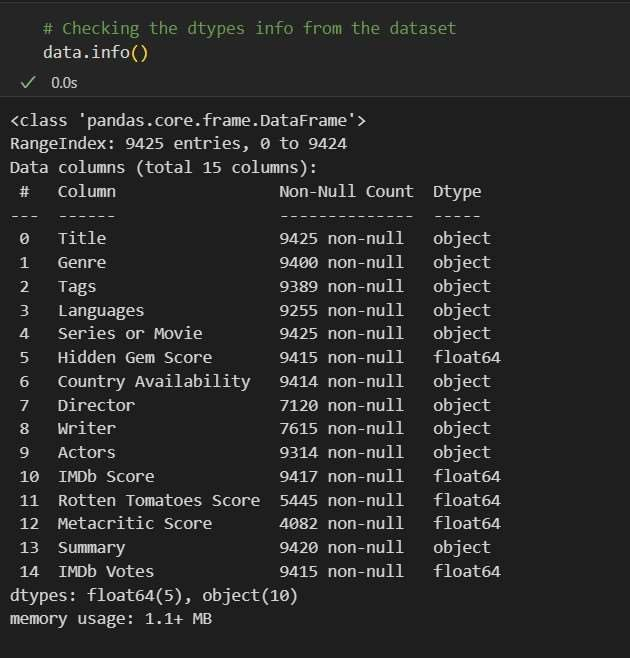 # Checking the dtypes info from the dataset
data.info()
0.0s
<class 'pandas.core.frame.DataFrame'>
RangeIndex: 9425 entries, 0 to 9424
Data columns (total 15 columns):
 #   Column                 Non-Null Count  Dtype
---  ------                 --------------  -----
 0   Title                  9425 non-null   object
 1   Genre                  9400 non-null   object
 2   Tags                   9389 non-null   object
 3   Languages              9255 non-null   object
 4   Series or Movie        9425 non-null   object
 5   Hidden Gem Score       9415 non-null   float64
 6   Country Availability   9414 non-null   object
 7   Director               7120 non-null   object
 8   Writer                 7615 non-null   object
 9   Actors                 9314 non-null   object
 10  IMDb Score             9417 non-null   float64
 11  Rotten Tomatoes Score  5445 non-null   float64
 12  Metacritic Score       4082 non-null   float64
 13  Summary                9420 non-null   object
 14  IMDb Votes             9415 non-null   float64
dtypes: float64(5), object(10)
memory usage: 1.1+ MB